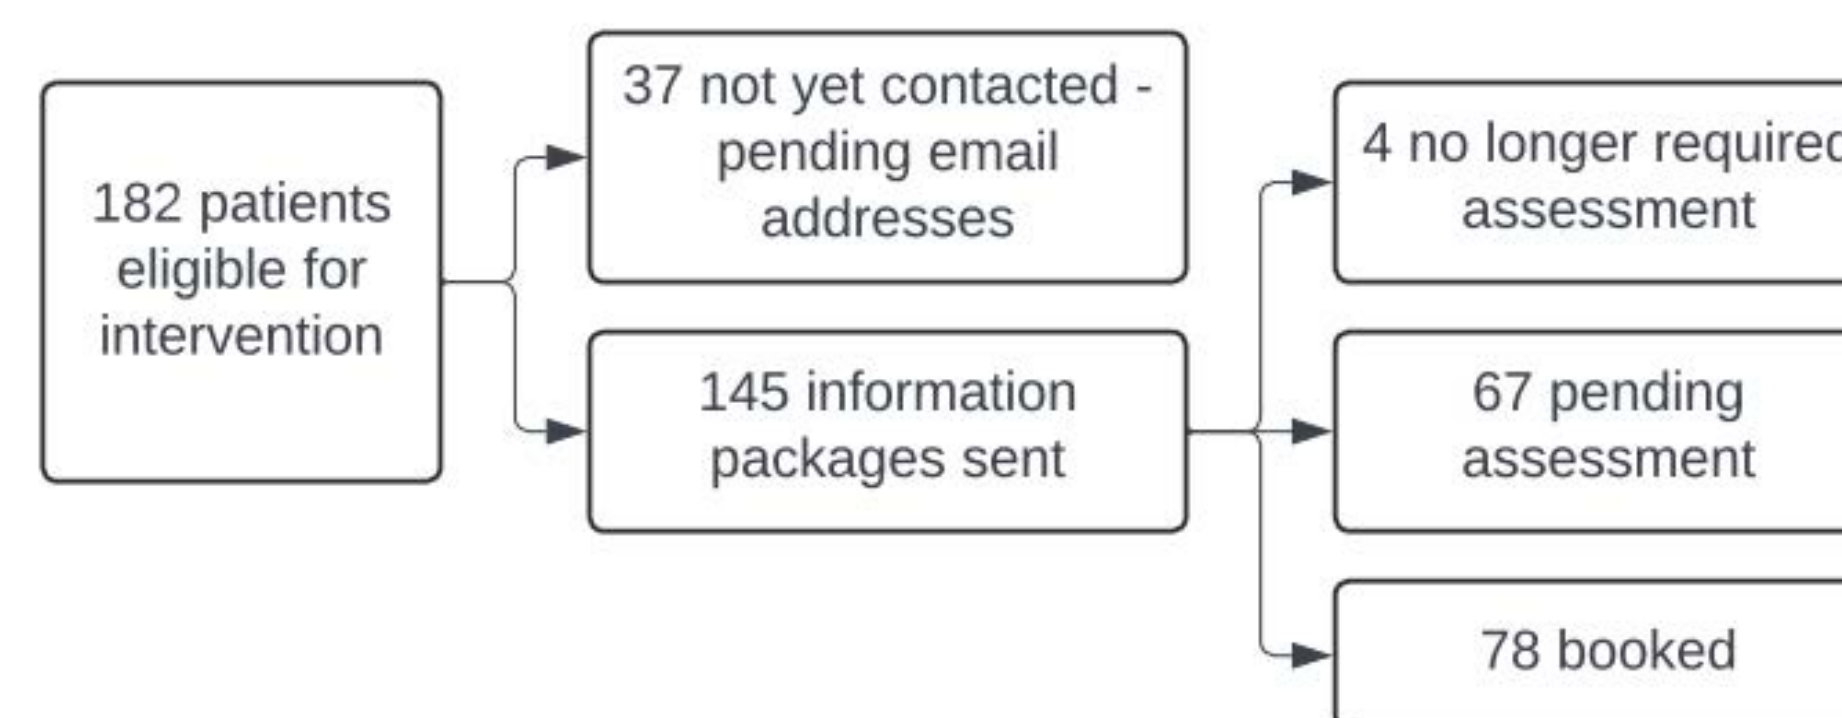 182 patients
eligible for
intervention
37 not yet contacted -
pending email
addresses
145 information
packages sent
4 no longer required
assessment
67 pending
assessment
78 booked